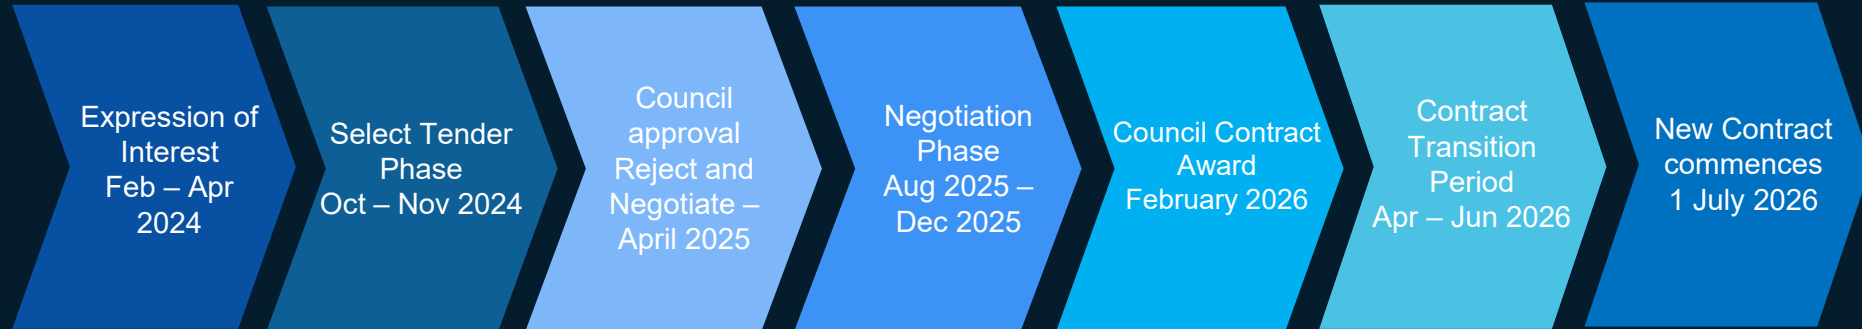 Expression of
Interest
Feb – Apr
2024
Select Tender
Phase
Oct – Nov 2024
Council
approval
Reject and
Negotiate –
April 2025
Negotiation
Phase
Aug 2025 –
Dec 2025
Council Contract
Award
February 2026
Contract
Transition
Period
Apr – Jun 2026
New Contract
commences
1 July 2026